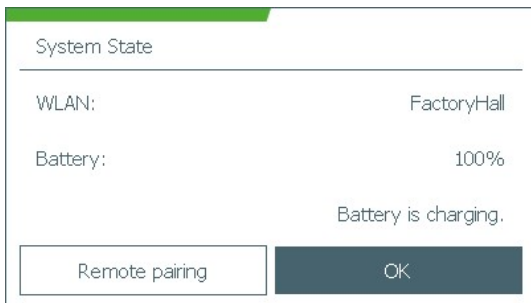 System State
WLAN: FactoryHall
Battery: 100%
Battery is charging.
Remote pairing OK